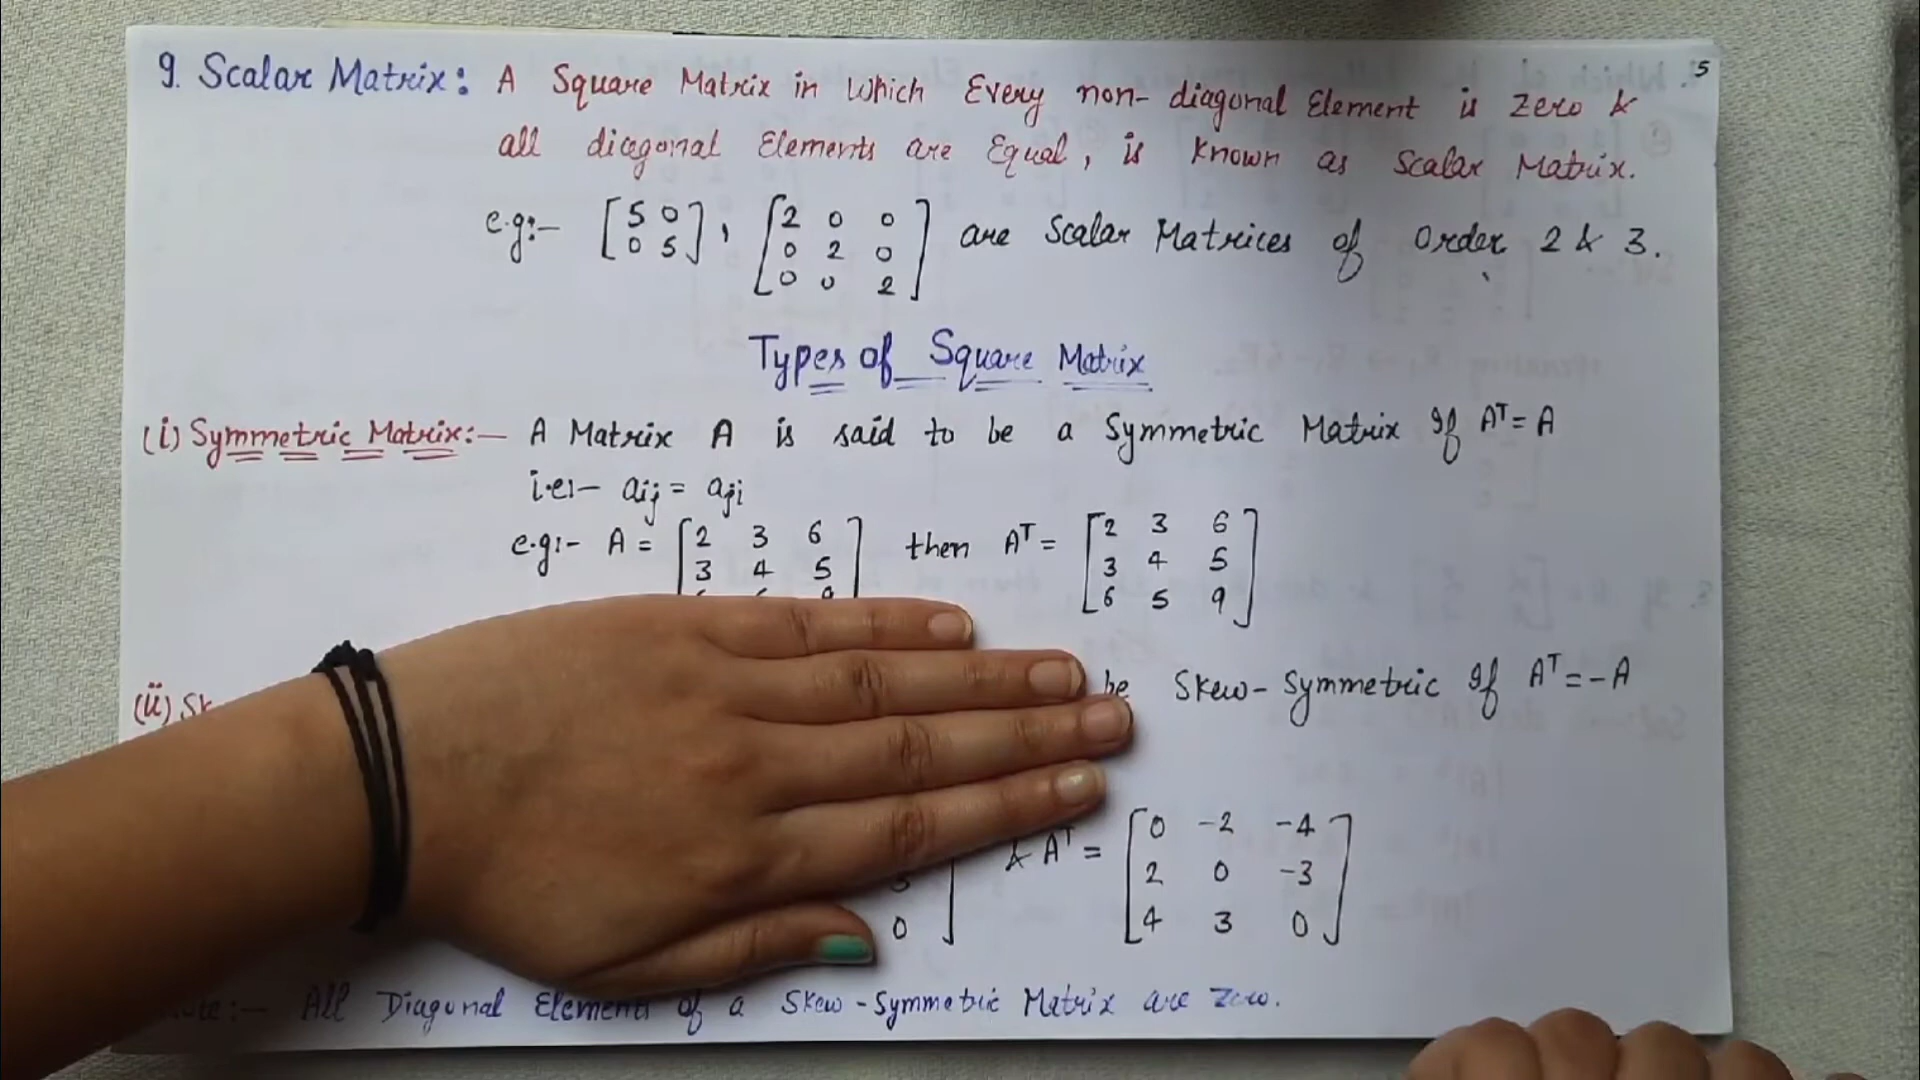 5
9. Scalar Matrix: A Square Matrix in Which Every non-diagonal Element is Zero &
all diagonal Elements are Equal, is known as Scalar Matrix.
e.g:- [5 0 , [2 0 0 are Scalar Matrices of Order 2 & 3.
0 5] 0 2 0
0 0 2]
Types of Square Matrix
(i) Symmetric Matrix:- A Matrix A is said to be a Symmetric Matrix If Aᵀ = A
i.e:- aij = aji
e.g:- A = [2 3 6 then Aᵀ = [2 3 6
3 4 5 3 4 5
9 6 5 9]
(ii) Sk be Skew-Symmetric If Aᵀ = -A
& Aᵀ = [0 -2 -4
3 2 0 -3
0] 4 3 0]
:- All Diagonal Elements of a Skew-Symmetric Matrix are Zero.